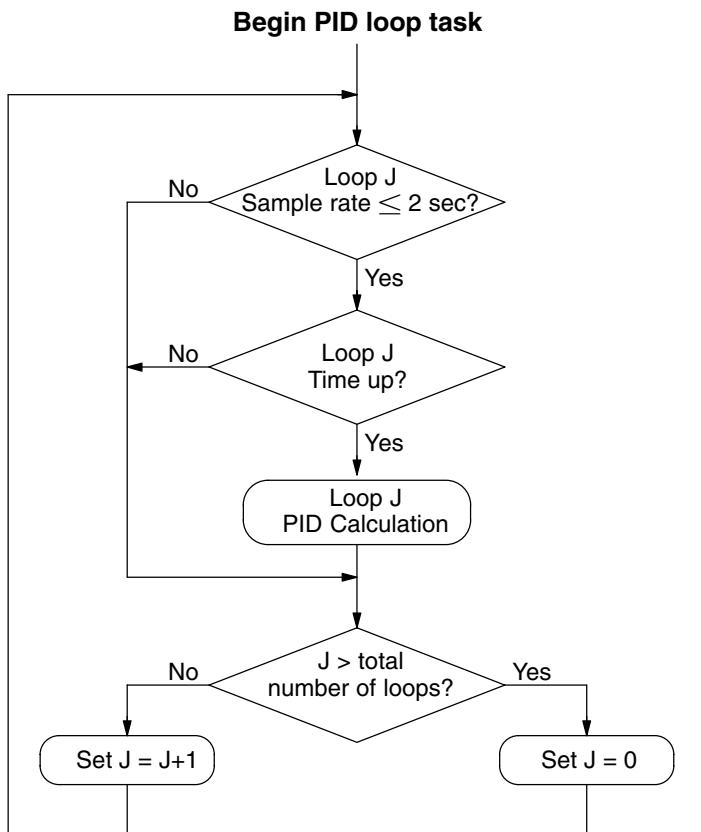 Begin PID loop task
Loop J
Sample rate ≤ 2 sec?
No
Yes
Loop J
Time up?
No
Yes
Loop J
PID Calculation
J > total
number of loops?
No
Yes
Set J = J+1
Set J = 0